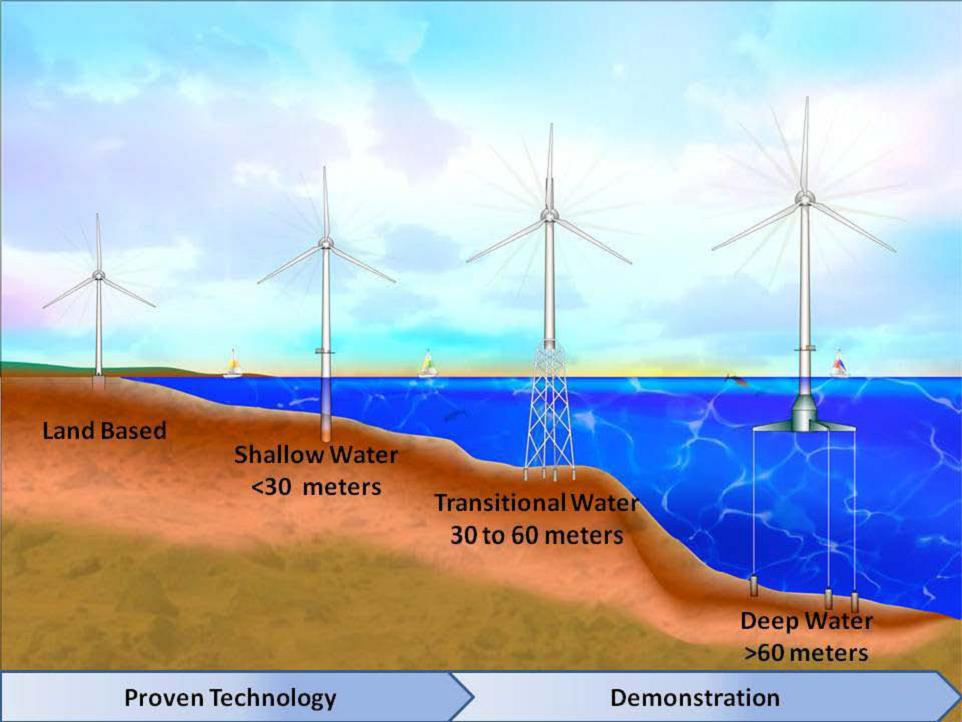 Land Based
Shallow Water
<30 meters
Transitional Water
30 to 60 meters
Deep Water
>60 meters
Proven Technology
Demonstration